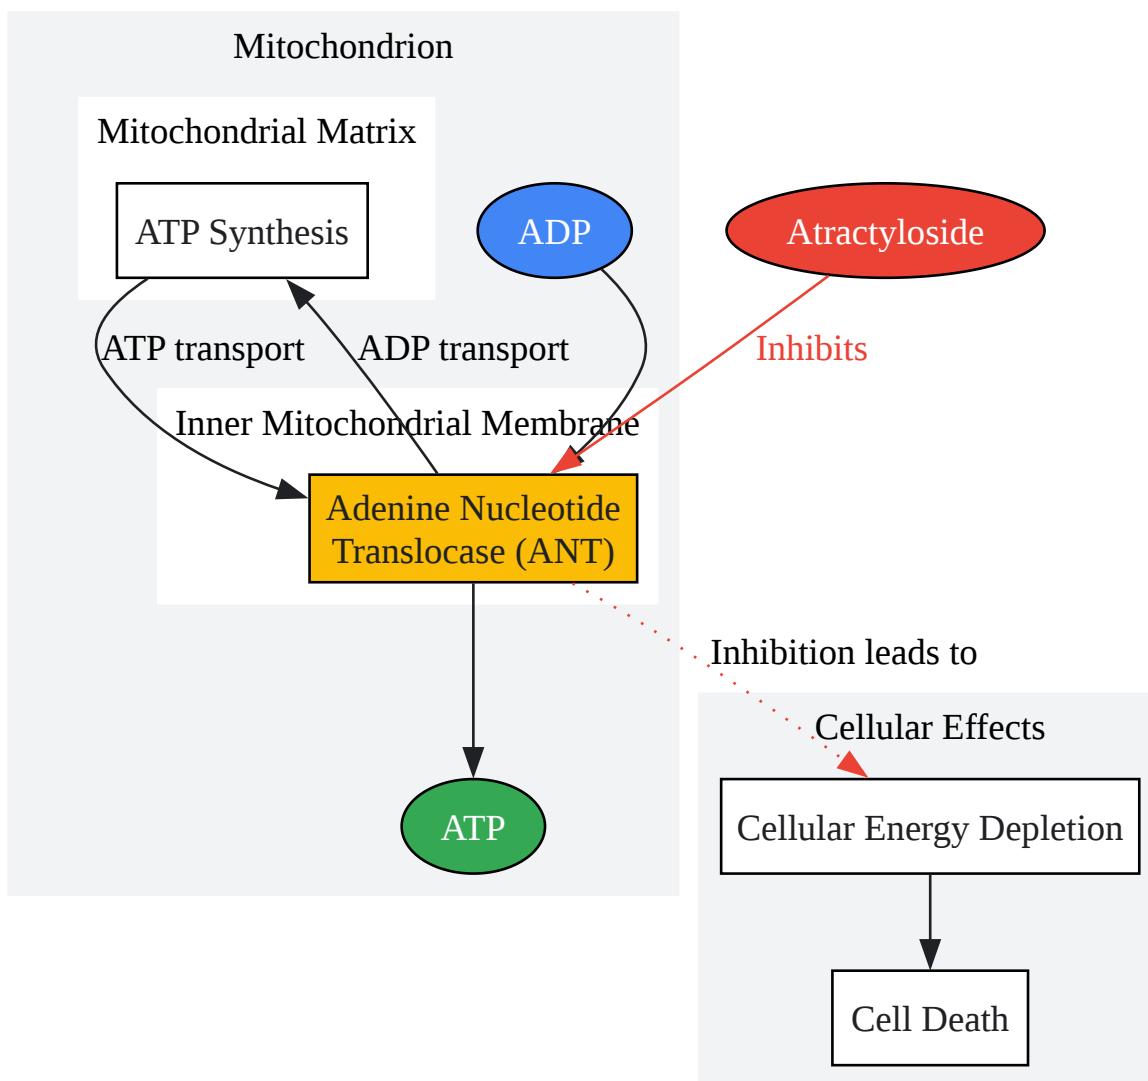 Mitochondrion
Mitochondrial Matrix
ATP Synthesis
ADP
Atractyloside
ATP transport
ADP transport
Inhibits
Inner Mitochondrial Membrane
Adenine Nucleotide
Translocase (ANT)
Inhibition leads to
Cellular Effects
ATP
Cellular Energy Depletion
Cell Death